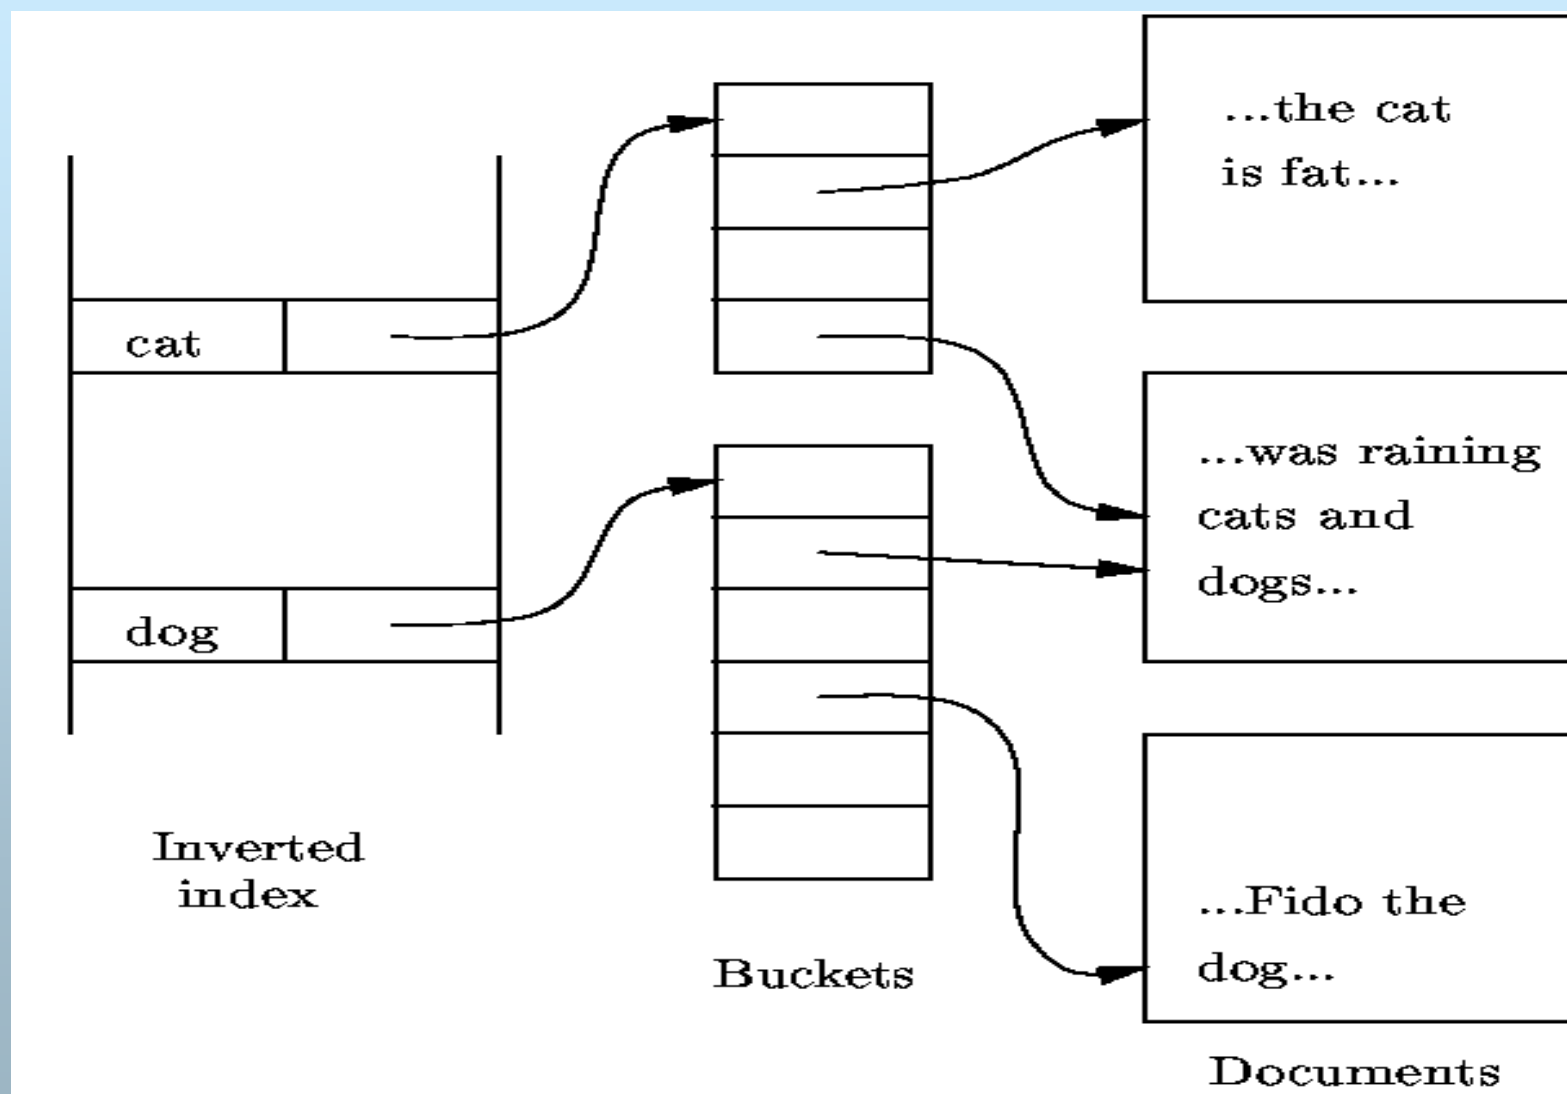 ...the cat
is fat...
cat
...was raining
cats and
dogs...
dog
Inverted
index
...Fido the
dog...
Buckets
Documents